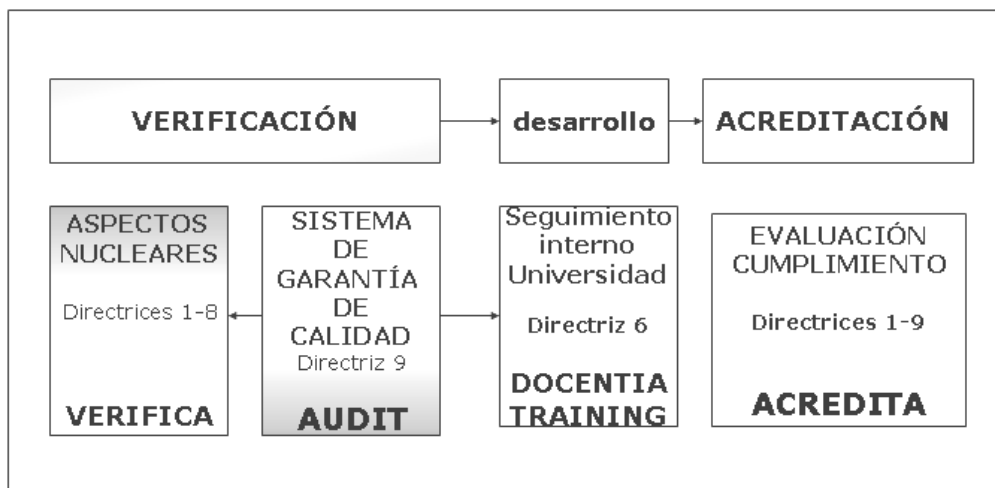 VERIFICACIÓN
desarrollo
ACREDITACIÓN
ASPECTOS
NUCLEARES
Directrices 1-8
VERIFICA
SISTEMA
DE
GARANTÍA
DE
CALIDAD
Directriz 9
AUDIT
Seguimiento
interno
Universidad
Directriz 6
DOCENTIA
TRAINING
EVALUACIÓN
CUMPLIMIENTO
Directrices 1-9
ACREDITA